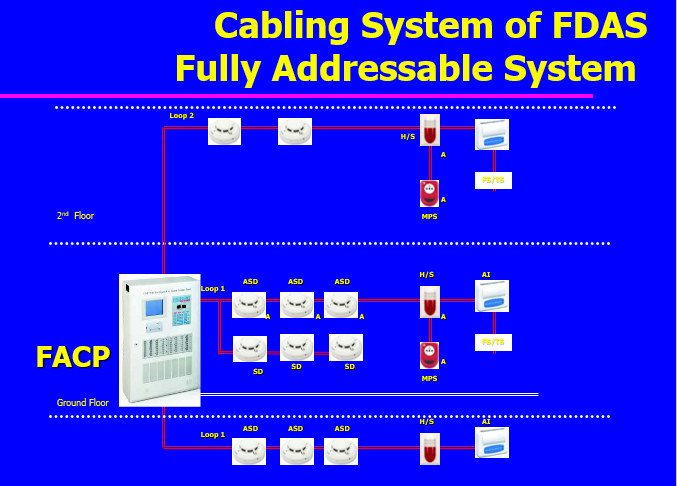 Cabling System of FDAS
Fully Addressable System
Loop 2
H/S
A
FS/TS
A
MPS
2nd Floor
H/S
AI
ASD
ASD
ASD
Loop 1
A
A
A
A
FS/TS
FACP
A
SD
SD
SD
MPS
Ground Floor
H/S
AI
ASD
ASD
ASD
Loop 1